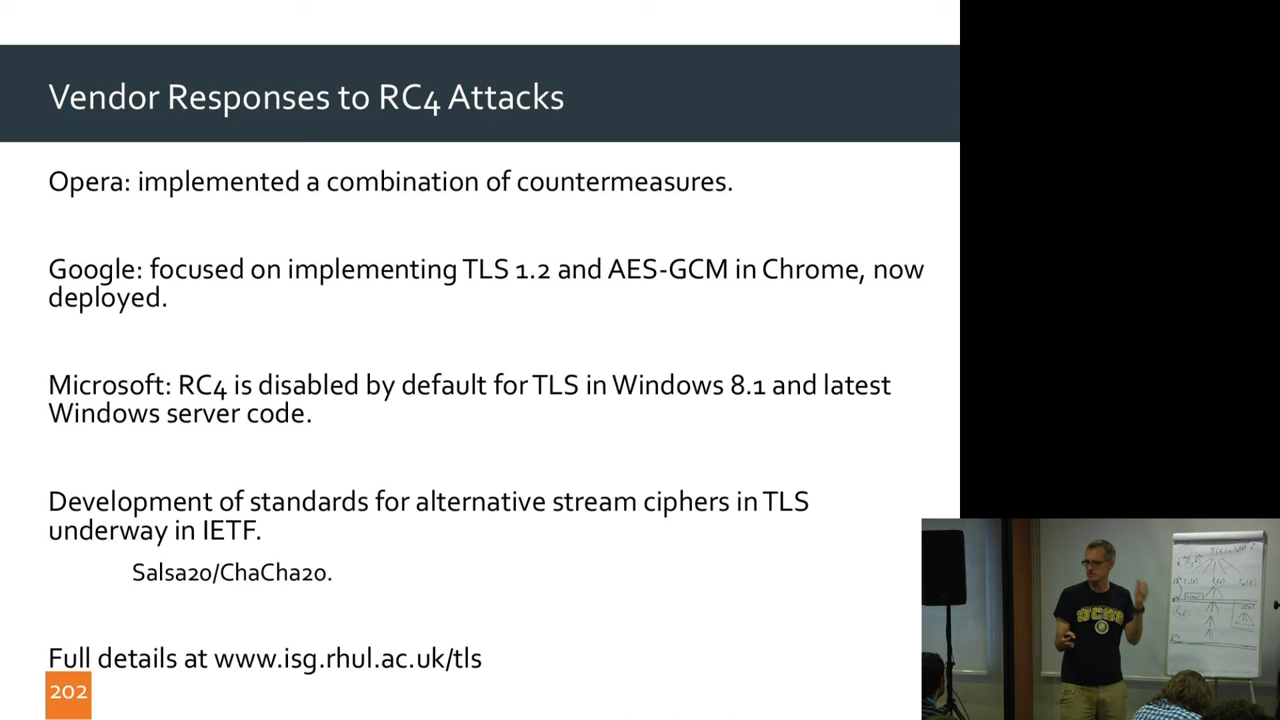 Vendor Responses to RC4 Attacks
Opera: implemented a combination of countermeasures.
Google: focused on implementing TLS 1.2 and AES-GCM in Chrome, now
deployed.
Microsoft: RC4 is disabled by default for TLS in Windows 8.1 and latest
Windows server code.
Development of standards for alternative stream ciphers in TLS
underway in IETF.
Salsa20/ChaCha20.
Full details at www.isg.rhul.ac.uk/tls
202